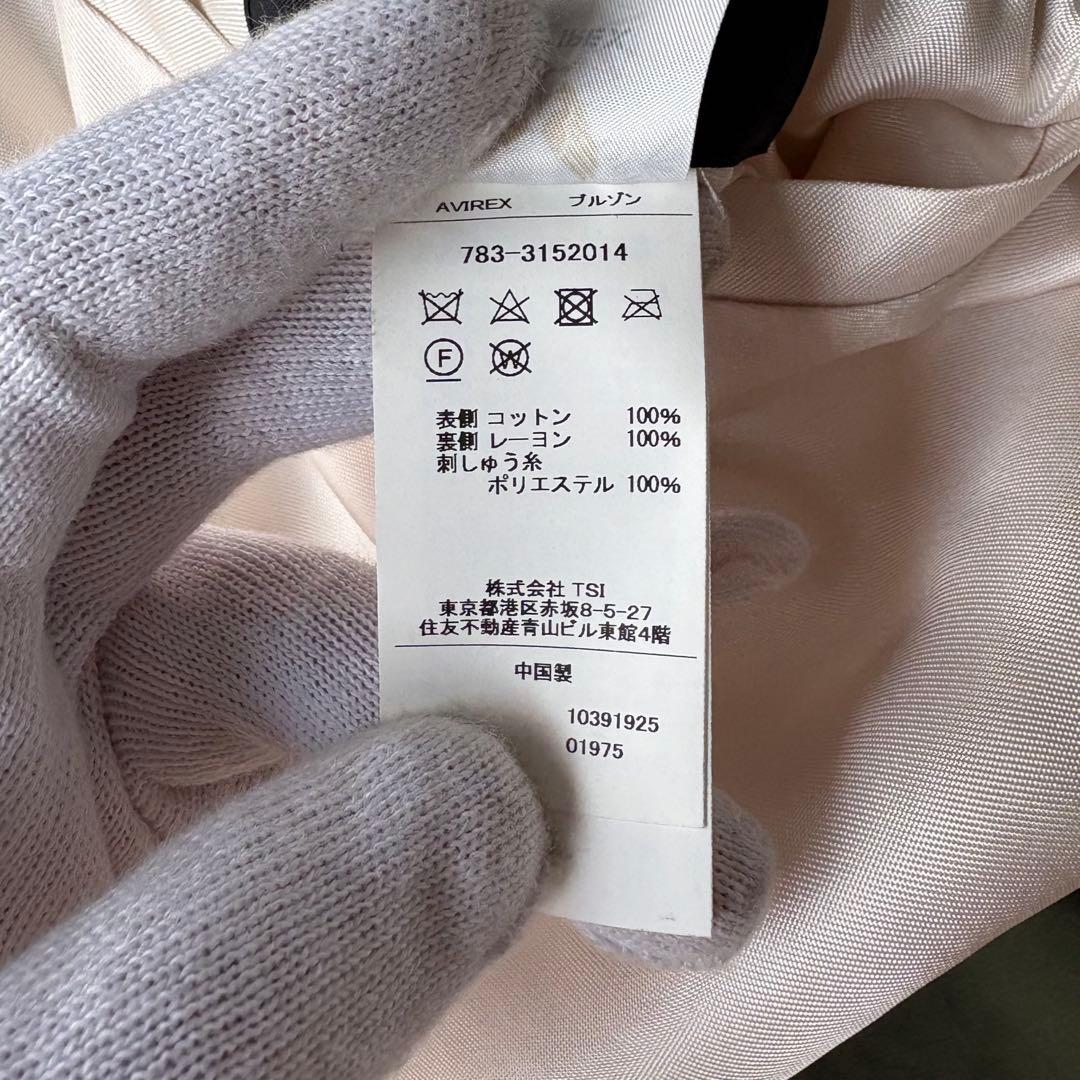 AVIREX ブルゾン
783-3152014
F W
表側 コットン 100%
裏側 レーヨン 100%
刺しゅう糸
ポリエステル 100%
株式会社 TSI
東京都港区赤坂8-5-27
住友不動産青山ビル東館4階
中国製
10391925
01975